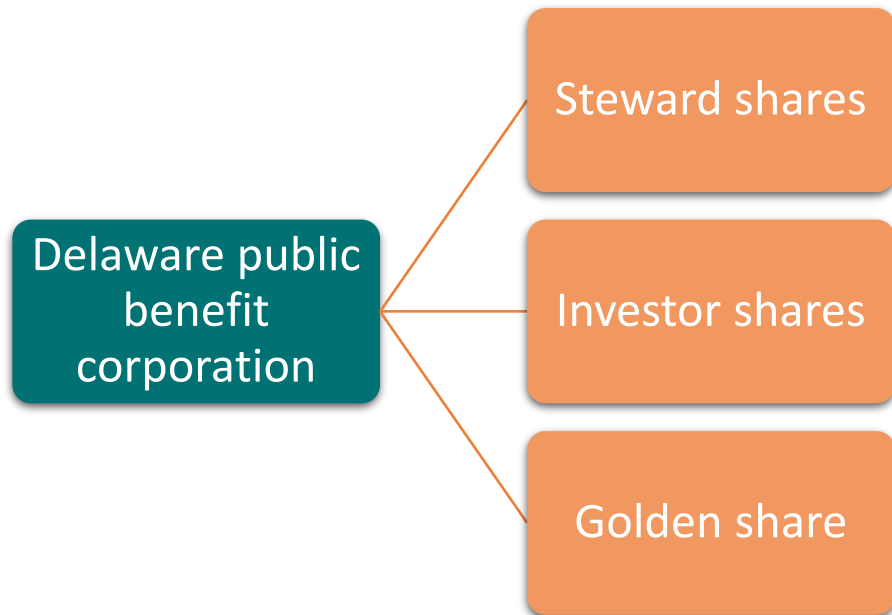 Steward shares
Delaware public
benefit
corporation
Investor shares
Golden share